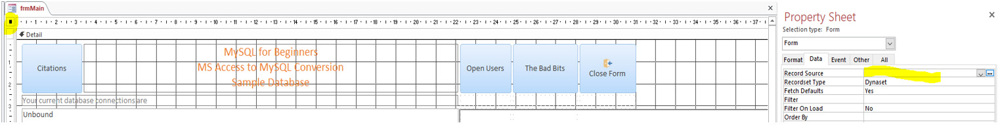 frmMain
Property Sheet
Selection type: Form
1 2 3 4 5 6 7 8 9 10 11 12 13 14 15 16 17 18 19 20 21 22 23 24 25 26 27 28 29 30 31 32 33 34 35 36 37
Detail
Form
Citations
MySQL for Beginners
MS Access to MySQL Conversion
Sample Database
Open Users
The Bad Bits
Close Form
1
2
3
Your current database connections are
Unbound
Format Data Event Other All
Record Source
Recordset Type Dynaset
Fetch Defaults Yes
Filter
Filter On Load No
Order By